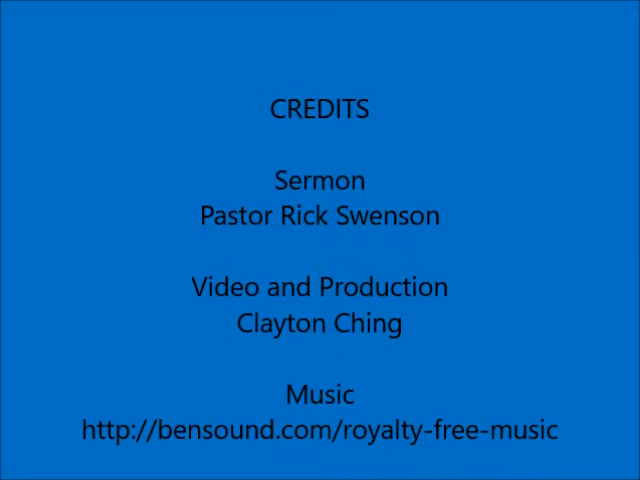 CREDITS
Sermon
Pastor Rick Swenson
Video and Production
Clayton Ching
Music
http://bensound.com/royalty-free-music